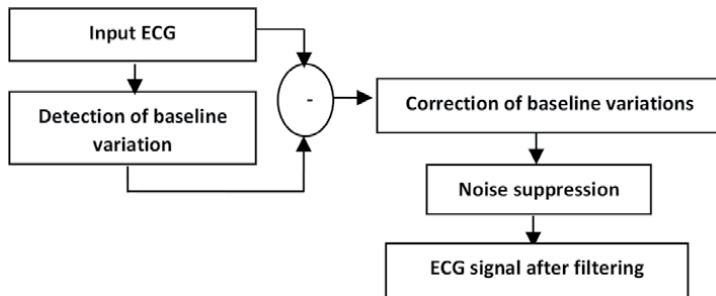 Input ECG
Detection of baseline
variation
-
Correction of baseline variations
Noise suppression
ECG signal after filtering